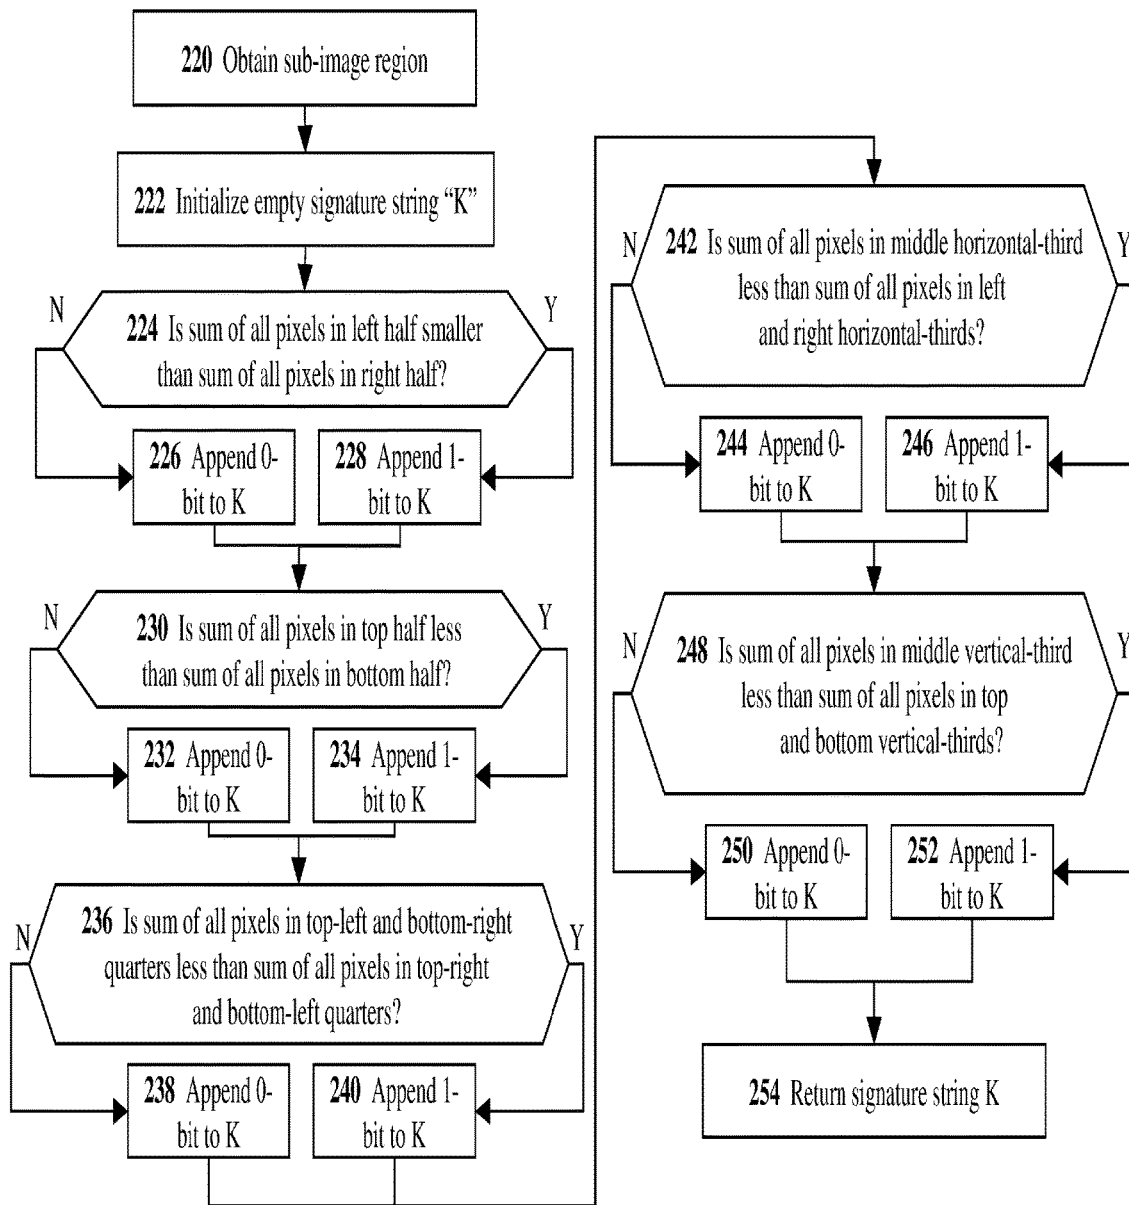 220 Obtain sub-image region
222 Initialize empty signature string “K”
N
Y
224 Is sum of all pixels in left half smaller
than sum of all pixels in right half?
226 Append 0-
bit to K
228 Append 1-
bit to K
N
Y
230 Is sum of all pixels in top half less
than sum of all pixels in bottom half?
232 Append 0-
bit to K
234 Append 1-
bit to K
N
Y
236 Is sum of all pixels in top-left and bottom-right
quarters less than sum of all pixels in top-right
and bottom-left quarters?
238 Append 0-
bit to K
240 Append 1-
bit to K
N
Y
242 Is sum of all pixels in middle horizontal-third
less than sum of all pixels in left
and right horizontal-thirds?
244 Append 0-
bit to K
246 Append 1-
bit to K
N
Y
248 Is sum of all pixels in middle vertical-third
less than sum of all pixels in top
and bottom vertical-thirds?
250 Append 0-
bit to K
252 Append 1-
bit to K
254 Return signature string K